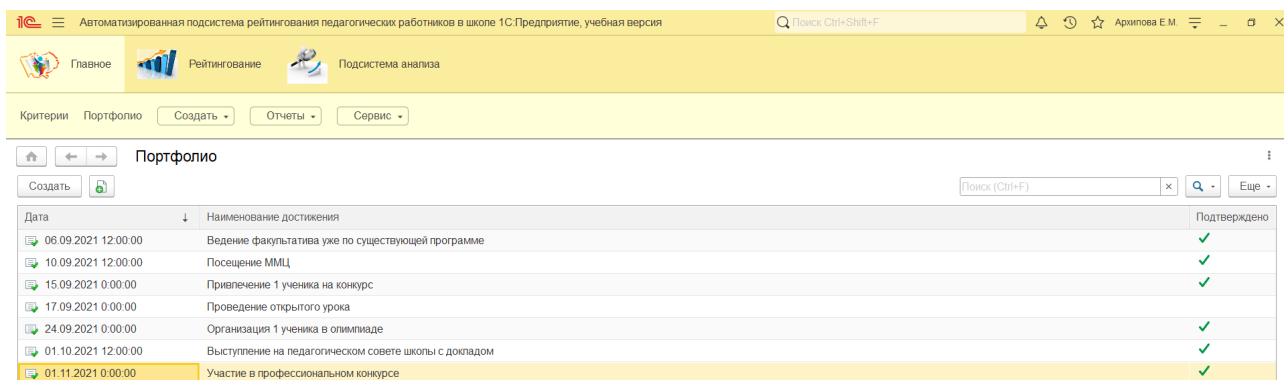 1С Автоматизированная подсистема рейтингования педагогических работников в школе 1С:Предприятие, учебная версия Поиск Ctrl+Shift+F Архипова Е.М.
Главное Рейтингование Подсистема анализа
Критерии Портфолио Создать Отчеты Сервис
Портфолио
Создать Поиск (Ctrl+F) × Еще
Дата ↓ Наименование достижения Подтверждено
06.09.2021 12:00:00 Ведение факультатива уже по существующей программе
10.09.2021 12:00:00 Посещение ММЦ
15.09.2021 0:00:00 Привлечение 1 ученика на конкурс
17.09.2021 0:00:00 Проведение открытого урока
24.09.2021 0:00:00 Организация 1 ученика в олимпиаде
01.10.2021 12:00:00 Выступление на педагогическом совете школы с докладом
01.11.2021 0:00:00 Участие в профессиональном конкурсе